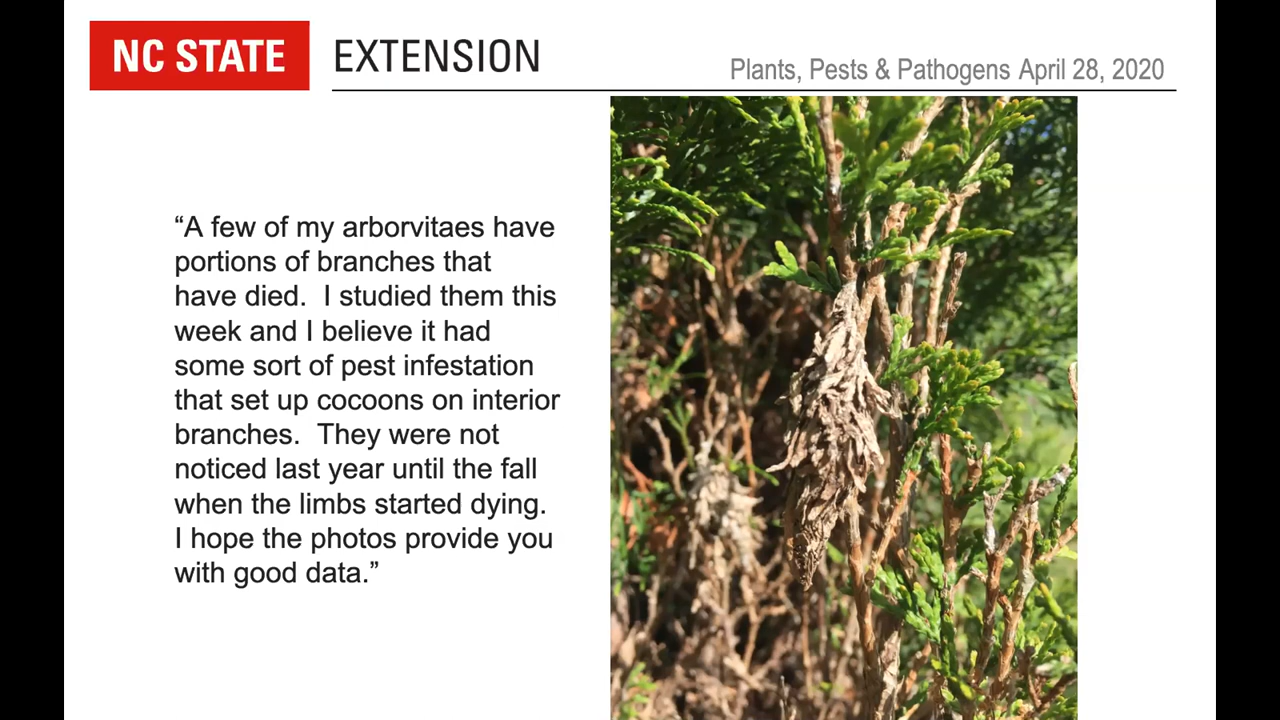 NC STATE EXTENSION
Plants, Pests & Pathogens April 28, 2020
“A few of my arborvitaes have
portions of branches that
have died.  I studied them this
week and I believe it had
some sort of pest infestation
that set up cocoons on interior
branches.  They were not
noticed last year until the fall
when the limbs started dying.
I hope the photos provide you
with good data.”